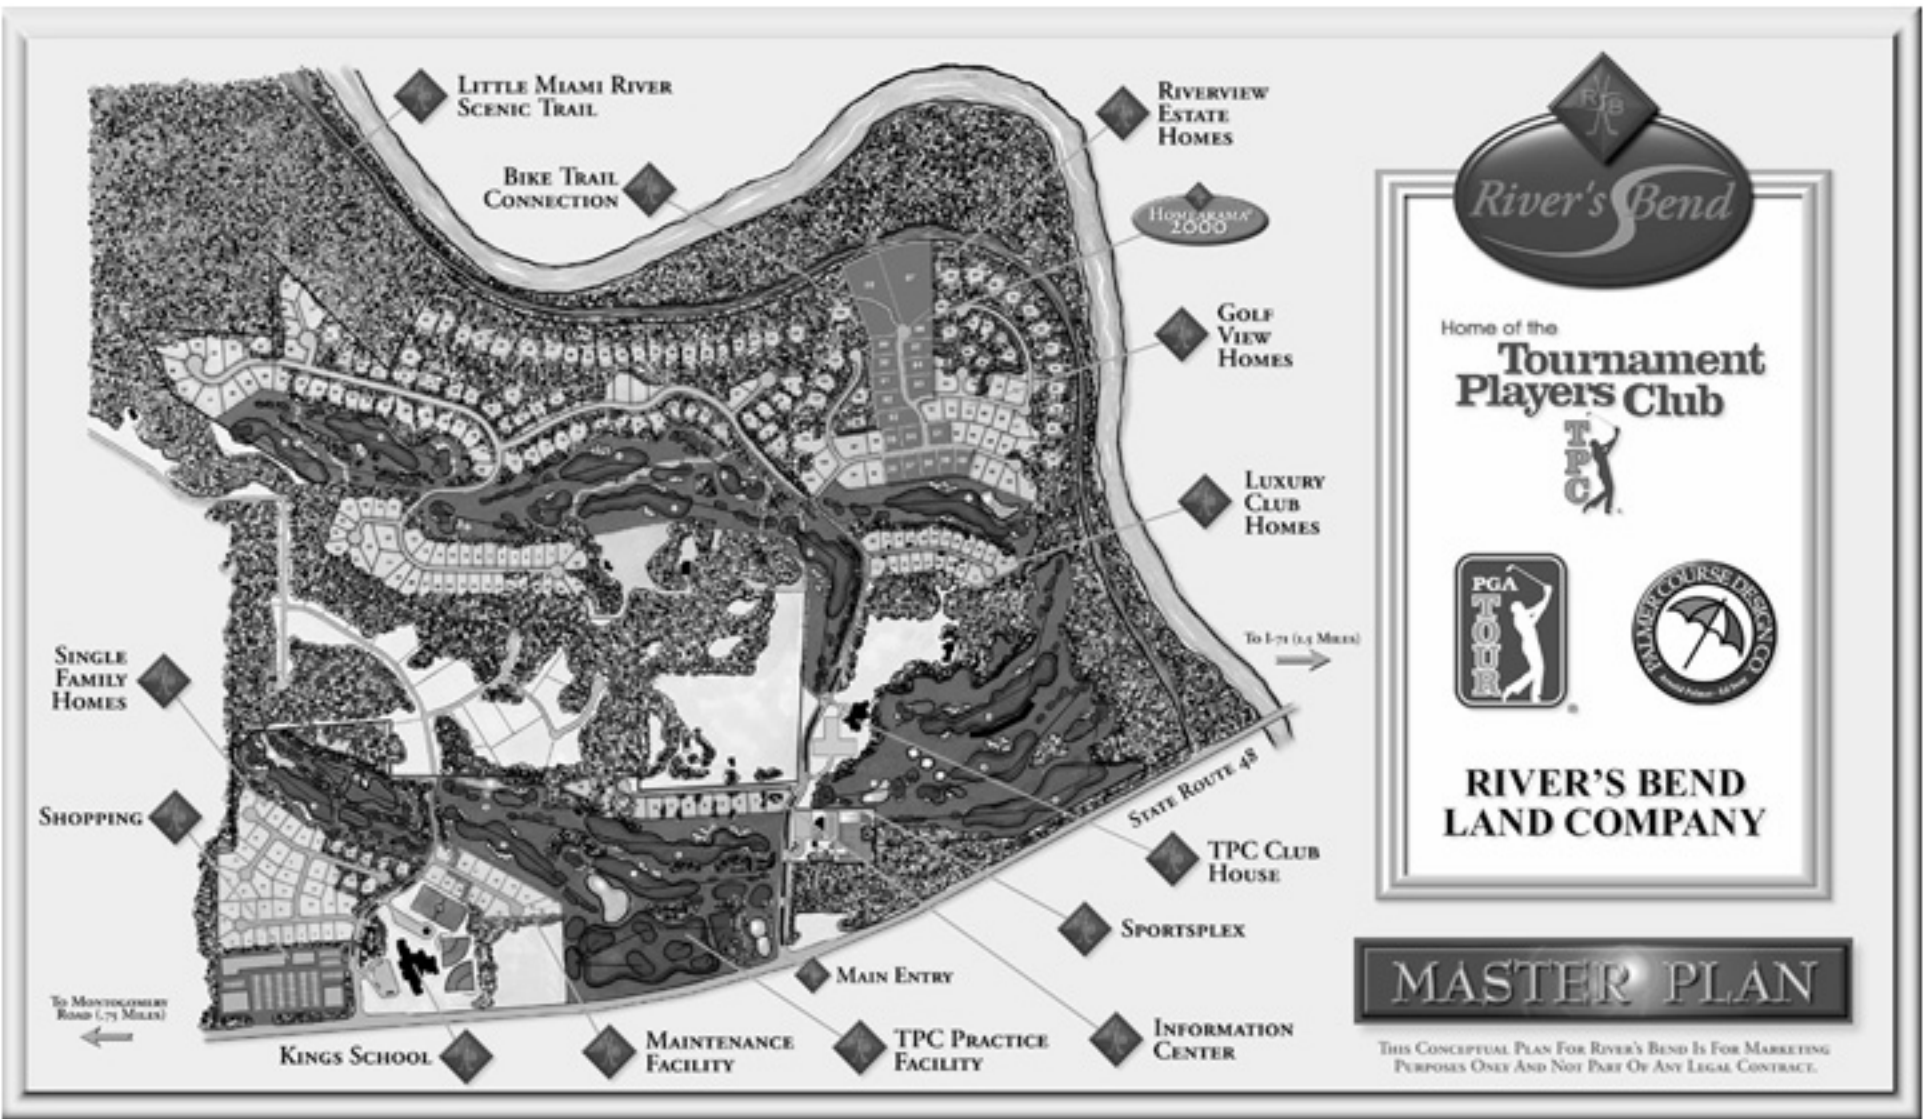 LITTLE MIAMI RIVER
SCENIC TRAIL
BIKE TRAIL
CONNECTION
RIVERVIEW
ESTATE
HOMES
HOMEARAMA®
2000
GOLF
VIEW
HOMES
LUXURY
CLUB
HOMES
TO I-71 (1.5 MILES)
SINGLE
FAMILY
HOMES
SHOPPING
STATE ROUTE 48
TPC CLUB
HOUSE
SPORTSPLEX
MAIN ENTRY
TO MONTOGOMERY
ROAD (.75 MILES)
KINGS SCHOOL
MAINTENANCE
FACILITY
TPC PRACTICE
FACILITY
INFORMATION
CENTER
R B
River's Bend
Home of the
Tournament
Players Club
TPC
PGA
TOUR
PALMER COURSE DESIGN CO
RIVER'S BEND
LAND COMPANY
MASTER PLAN
THIS CONCEPTUAL PLAN FOR RIVER'S BEND IS FOR MARKETING
PURPOSES ONLY AND NOT PART OF ANY LEGAL CONTRACT.